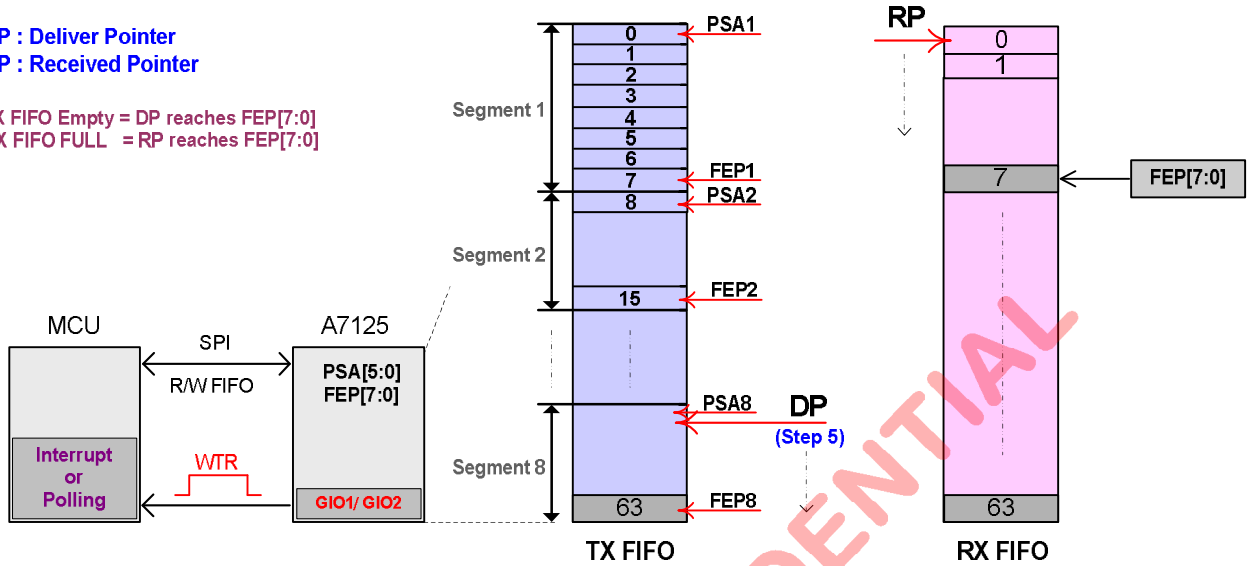 P : Deliver Pointer
P : Received Pointer
X FIFO Empty = DP reaches FEP[7:0]
X FIFO FULL = RP reaches FEP[7:0]
MCU
Interrupt
or
Polling
SPI
R/W FIFO
WTR
A7125
PSA[5:0]
FEP[7:0]
GIO1/ GIO2
Segment 1
Segment 2
Segment 8
0
1
2
3
4
5
6
7
8
15
63
TX FIFO
PSA1
FEP1
PSA2
FEP2
PSA8
DP
(Step 5)
FEP8
RP
0
1
7
63
RX FIFO
FEP[7:0]
DENTIAL